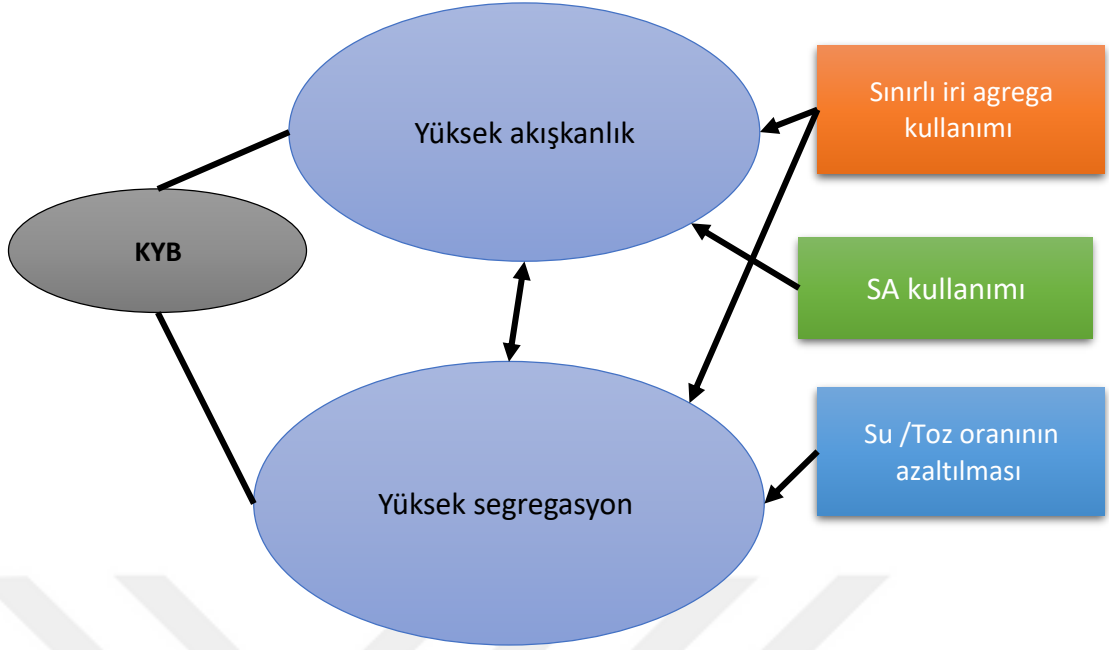 Yüksek akışkanlık
Sınırlı iri agrega
kullanımı
KYB
SA kullanımı
Su /Toz oranının
azaltılması
Yüksek segregasyon